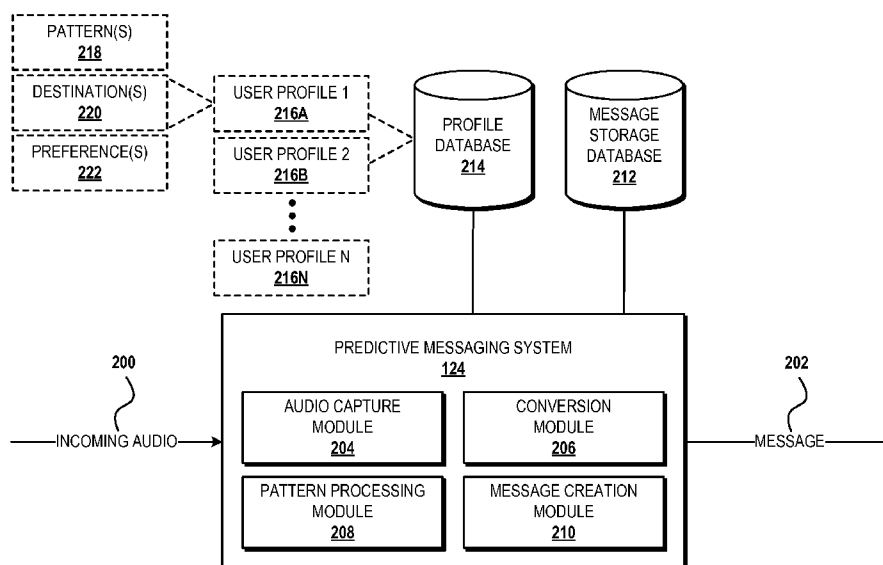 PATTERN(S)
218
DESTINATION(S)
220
PREFERENCE(S)
222
USER PROFILE 1
216A
USER PROFILE 2
216B
USER PROFILE N
216N
PROFILE
DATABASE
214
MESSAGE
STORAGE
DATABASE
212
PREDICTIVE MESSAGING SYSTEM
124
AUDIO CAPTURE
MODULE
204
CONVERSION
MODULE
206
PATTERN PROCESSING
MODULE
208
MESSAGE CREATION
MODULE
210
200
INCOMING AUDIO
202
MESSAGE